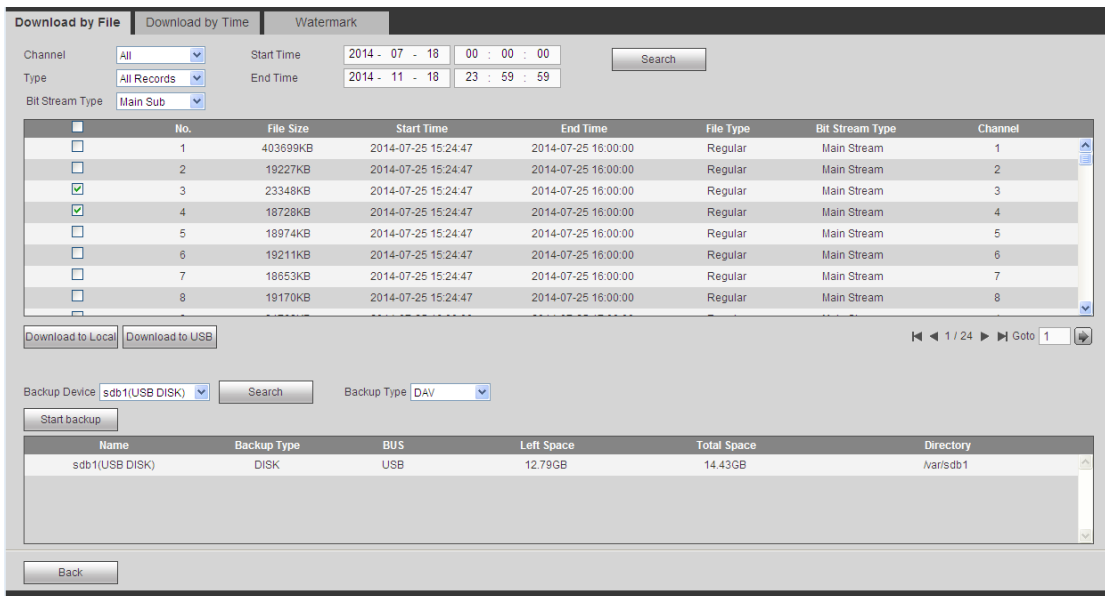 Download by File Download by Time Watermark
Channel All Start Time 2014 - 07 - 18 00 : 00 : 00 Search
Type All Records End Time 2014 - 11 - 18 23 : 59 : 59
Bit Stream Type Main Sub
No. File Size Start Time End Time File Type Bit Stream Type Channel
1 403699KB 2014-07-25 15:24:47 2014-07-25 16:00:00 Regular Main Stream 1
2 19227KB 2014-07-25 15:24:47 2014-07-25 16:00:00 Regular Main Stream 2
3 23348KB 2014-07-25 15:24:47 2014-07-25 16:00:00 Regular Main Stream 3
4 18728KB 2014-07-25 15:24:47 2014-07-25 16:00:00 Regular Main Stream 4
5 18974KB 2014-07-25 15:24:47 2014-07-25 16:00:00 Regular Main Stream 5
6 19211KB 2014-07-25 15:24:47 2014-07-25 16:00:00 Regular Main Stream 6
7 18653KB 2014-07-25 15:24:47 2014-07-25 16:00:00 Regular Main Stream 7
8 19170KB 2014-07-25 15:24:47 2014-07-25 16:00:00 Regular Main Stream 8
Download to Local Download to USB 1 / 24 Goto 1
Backup Device sdb1(USB DISK) Search Backup Type DAV
Start backup
Name Backup Type BUS Left Space Total Space Directory
sdb1(USB DISK) DISK USB 12.79GB 14.43GB /var/sdb1
Back